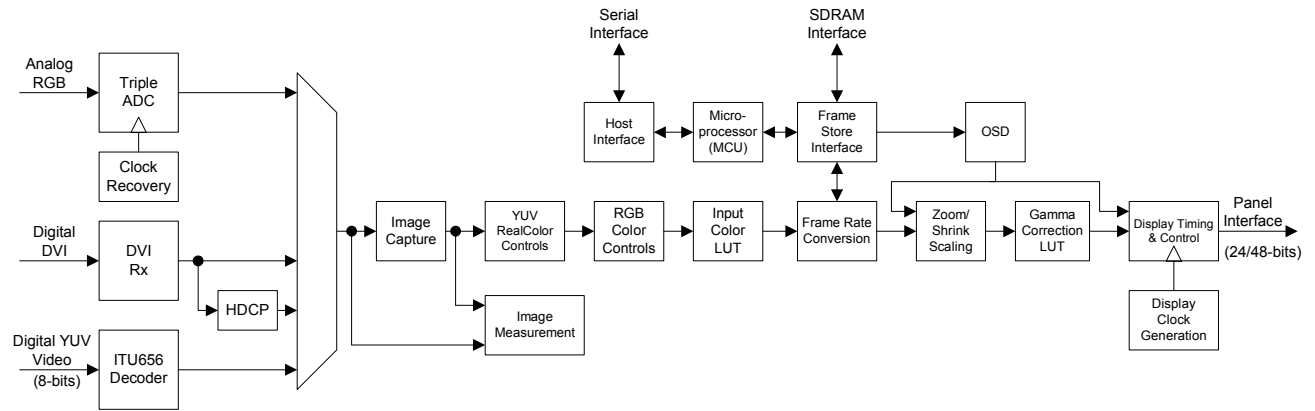 Serial
Interface
SDRAM
Interface
Analog
RGB
Triple
ADC
Clock
Recovery
Host
Interface
Micro-
processor
(MCU)
Frame
Store
Interface
OSD
Digital
DVI
DVI
Rx
HDCP
Digital YUV
Video
(8-bits)
ITU656
Decoder
Image
Capture
YUV
RealColor
Controls
RGB
Color
Controls
Input
Color
LUT
Frame Rate
Conversion
Zoom/
Shrink
Scaling
Gamma
Correction
LUT
Display Timing
& Control
Panel
Interface
(24/48-bits)
Image
Measurement
Display
Clock
Generation